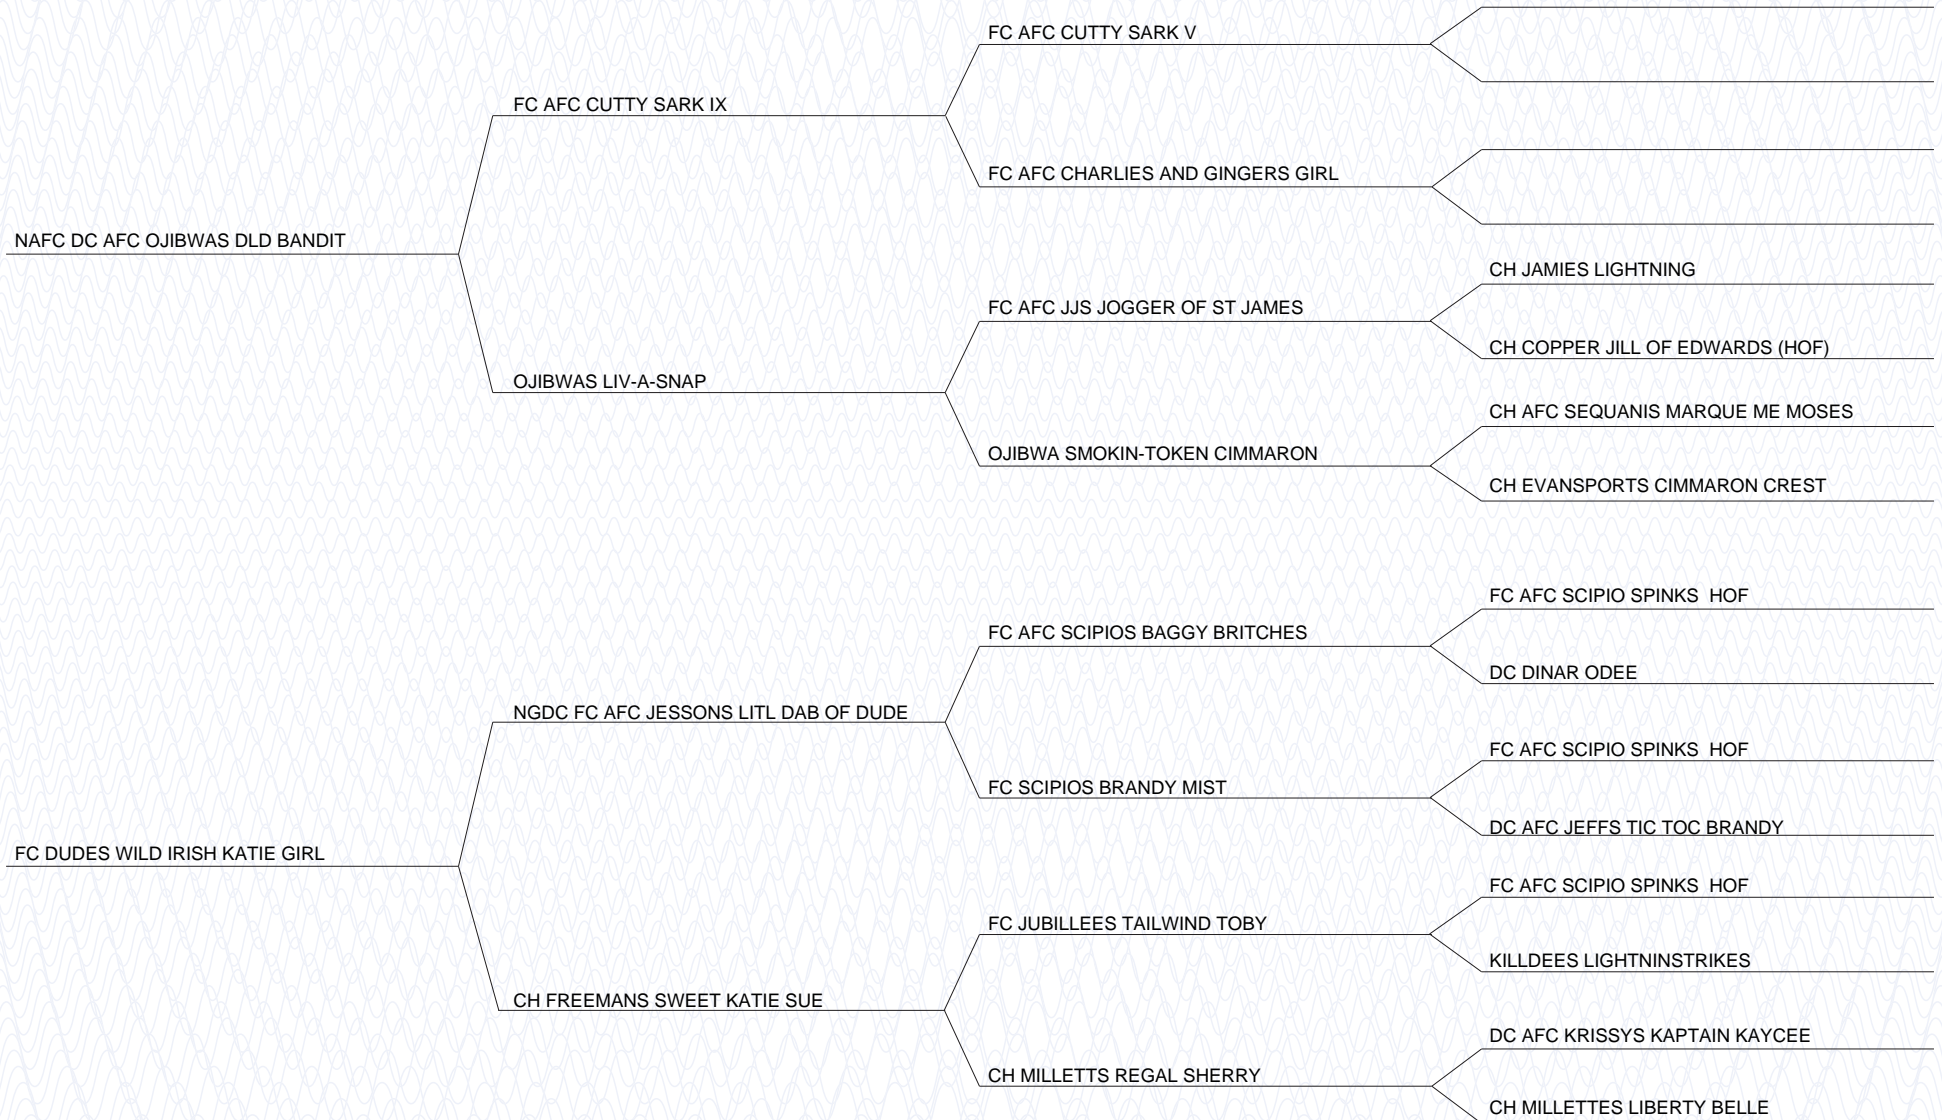 FC AFC CUTTY SARK V
FC AFC CUTTY SARK IX
FC AFC CHARLIES AND GINGERS GIRL
NAFC DC AFC OJIBWAS DLD BANDIT
CH JAMIES LIGHTNING
FC AFC JJS JOGGER OF ST JAMES
CH COPPER JILL OF EDWARDS (HOF)
OJIBWAS LIV-A-SNAP
CH AFC SEQUANIS MARQUE ME MOSES
OJIBWA SMOKIN-TOKEN CIMMARON
CH EVANSPORTS CIMMARON CREST
FC AFC SCIPIO SPINKS  HOF
FC AFC SCIPIOS BAGGY BRITCHES
DC DINAR ODEE
NGDC FC AFC JESSONS LITL DAB OF DUDE
FC AFC SCIPIO SPINKS  HOF
FC SCIPIOS BRANDY MIST
DC AFC JEFFS TIC TOC BRANDY
FC DUDES WILD IRISH KATIE GIRL
FC AFC SCIPIO SPINKS  HOF
FC JUBILLEES TAILWIND TOBY
KILLDEES LIGHTNINSTRIKES
CH FREEMANS SWEET KATIE SUE
DC AFC KRISSYS KAPTAIN KAYCEE
CH MILLETTS REGAL SHERRY
CH MILLETTES LIBERTY BELLE